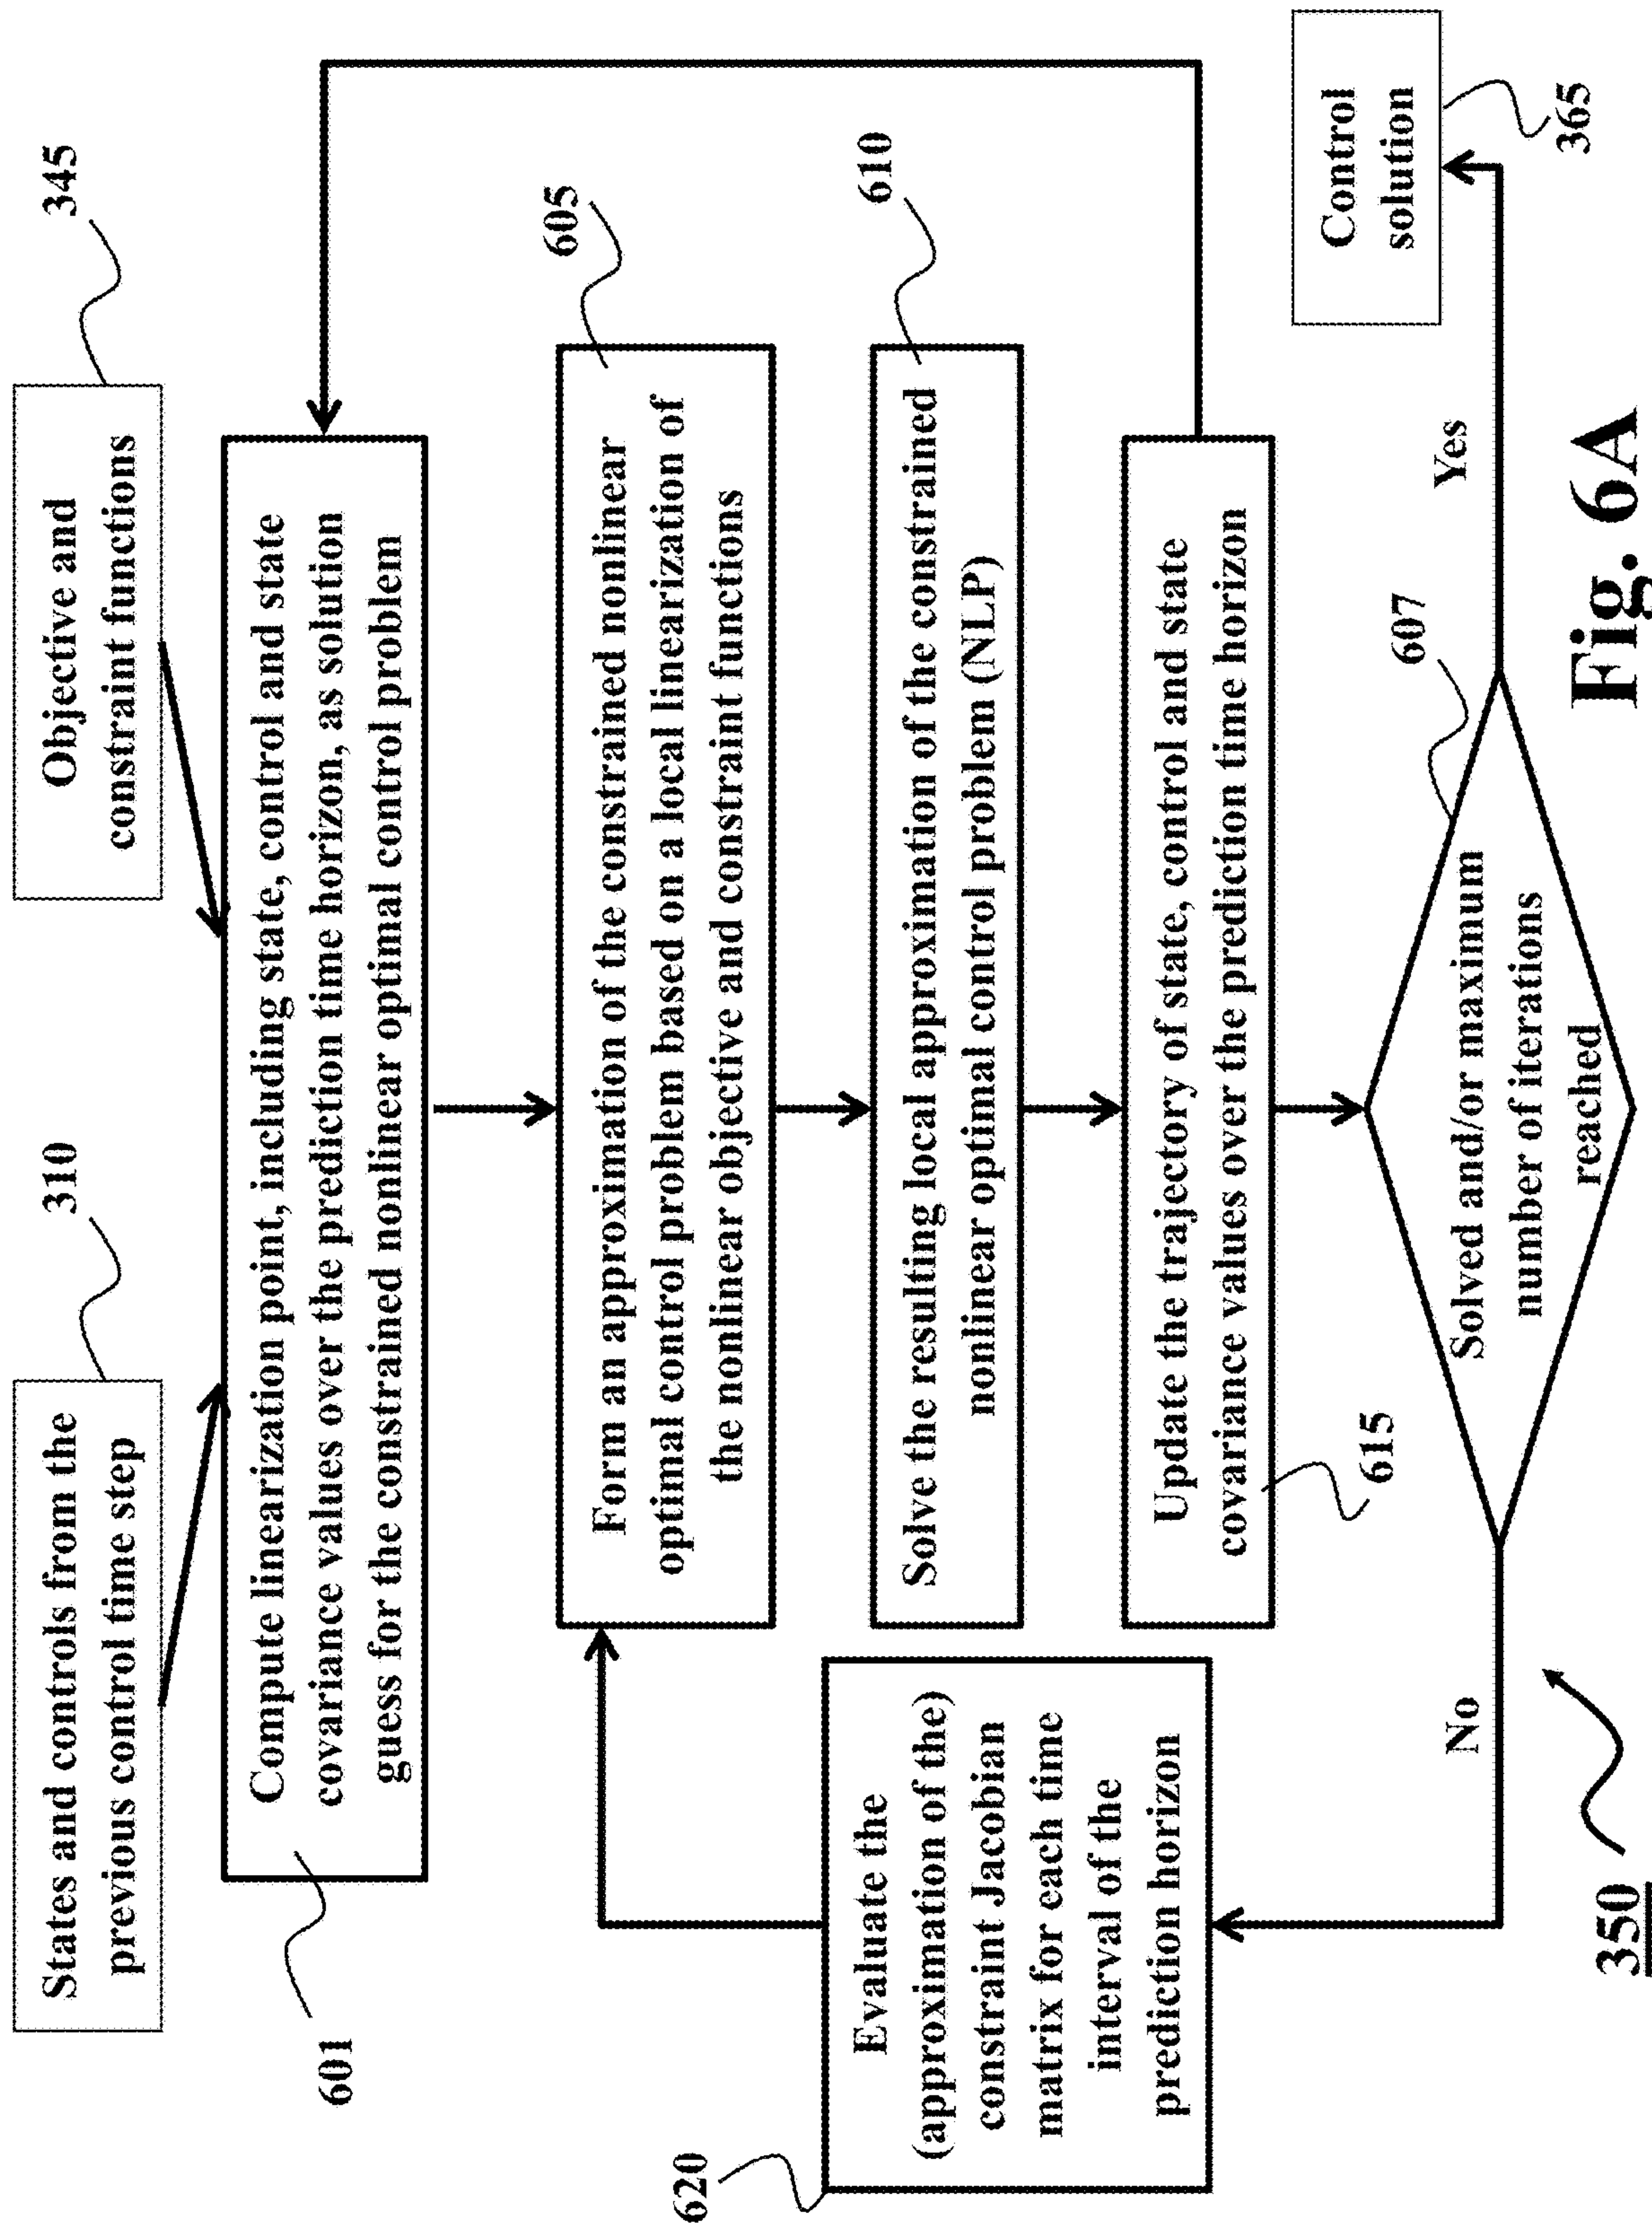 States and controls from the
previous control time step
310
Objective and
constraint functions
345
Compute linearization point, including state, control and state
covariance values over the prediction time horizon, as solution
guess for the constrained nonlinear optimal control problem
601
Form an approximation of the constrained nonlinear
optimal control problem based on a local linearization of
the nonlinear objective and constraint functions
605
Solve the resulting local approximation of the constrained
nonlinear optimal control problem (NLP)
610
Update the trajectory of state, control and state
covariance values over the prediction time horizon
615
Evaluate the
(approximation of the)
constraint Jacobian
matrix for each time
interval of the
prediction horizon
620
Solved and/or maximum
number of iterations
reached
607
No
Yes
Control
solution
365
350
Fig. 6A